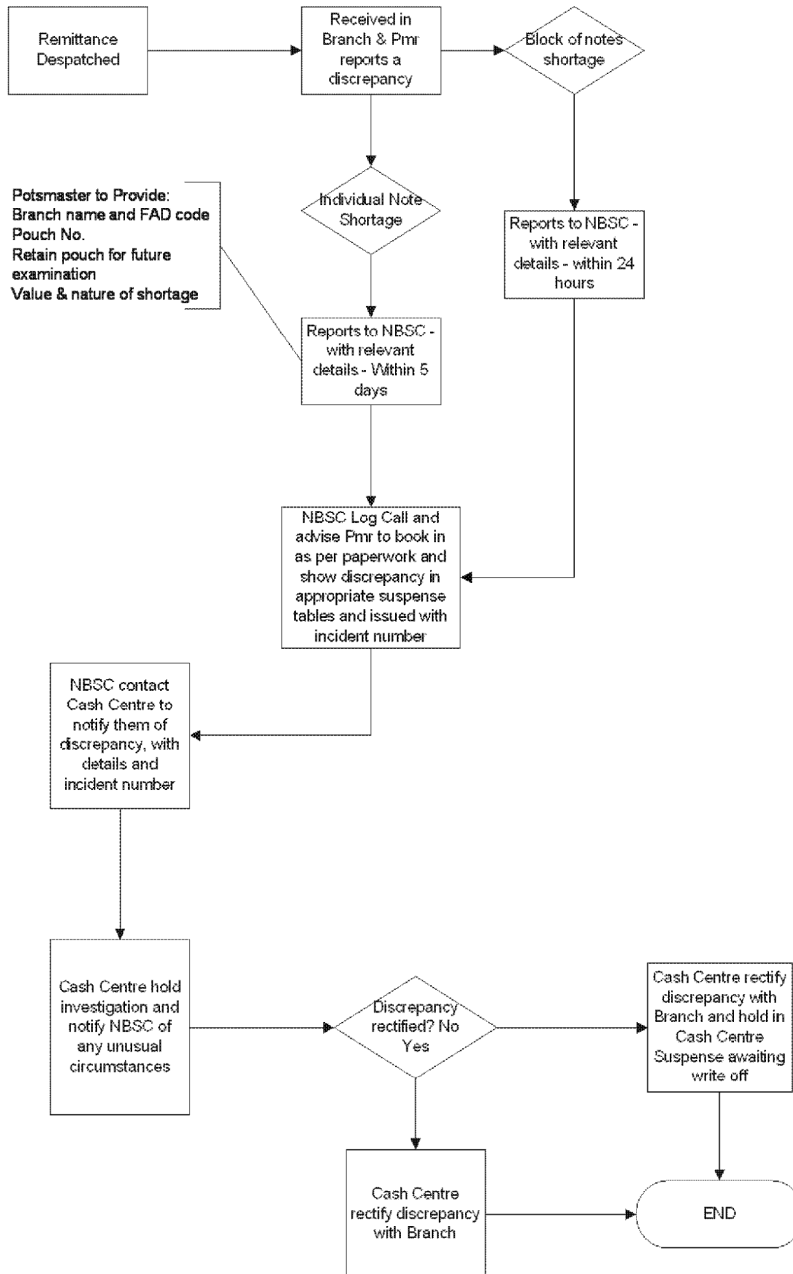 Remittance
Despatched
Received in
Branch & Pmr
reports a
discrepancy
Block of notes
shortage
Potsmaster to Provide:
Branch name and FAD code
Pouch No.
Retain pouch for future
examination
Value & nature of shortage
Individual Note
Shortage
Reports to NBSC -
with relevant
details - within 24
hours
Reports to NBSC -
with relevant
details - Within 5
days
NBSC Log Call and
advise Pmr to book in
as per paperwork and
show discrepancy in
appropriate suspense
tables and issued with
incident number
NBSC contact
Cash Centre to
notify them of
discrepancy, with
details and
incident number
Cash Centre hold
investigation and
notify NBSC of
any unusual
circumstances
Discrepancy
rectified? No
Yes
Cash Centre rectify
discrepancy with
Branch and hold in
Cash Centre
Suspense awaiting
write off
Cash Centre
rectify discrepancy
with Branch
END